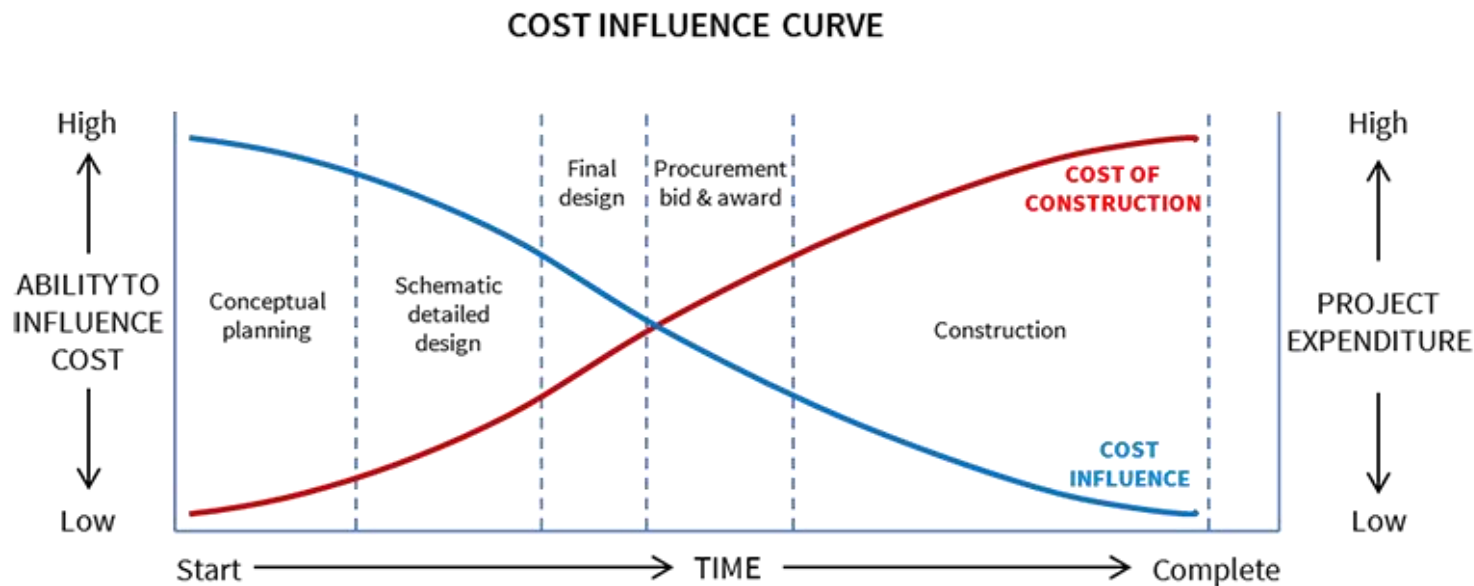 COST INFLUENCE CURVE
High
ABILITY TO
INFLUENCE
COST
Low
Conceptual
planning
Schematic
detailed
design
Final
design
Procurement
bid & award
Construction
COST OF
CONSTRUCTION
COST
INFLUENCE
High
PROJECT
EXPENDITURE
Low
Start
TIME
Complete